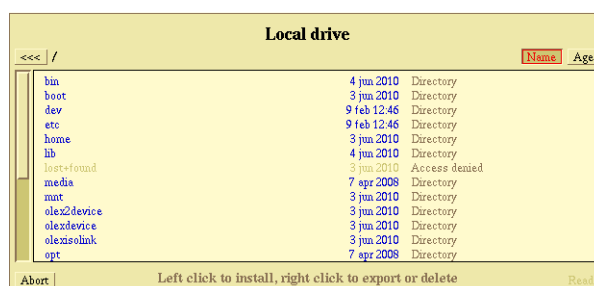 Local drive
<<< / Name Age
bin 4 jun 2010 Directory
boot 3 jun 2010 Directory
dev 9 feb 12:46 Directory
etc 9 feb 12:46 Directory
home 3 jun 2010 Directory
lib 4 jun 2010 Directory
lost+found 3 jun 2010 Access denied
media 7 apr 2008 Directory
mnt 3 jun 2010 Directory
olex2device 3 jun 2010 Directory
olexdevice 3 jun 2010 Directory
olexisolink 3 jun 2010 Directory
opt 7 apr 2008 Directory
Abort Left click to install, right click to export or delete Read